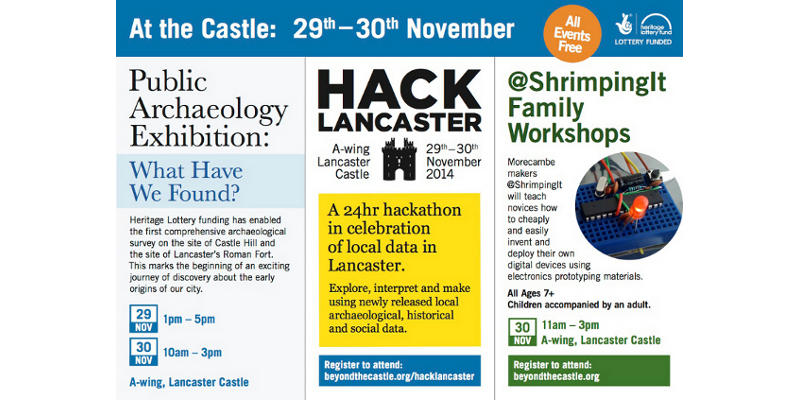 At the Castle: 29th–30th November
All
Events
Free
heritage
lottery fund
LOTTERY FUNDED
Public
Archaeology
Exhibition:
What Have
We Found?
Heritage Lottery funding has enabled
the first comprehensive archaeological
survey on the site of Castle Hill and
the site of Lancaster's Roman Fort.
This marks the beginning of an exciting
journey of discovery about the early
origins of our city.
29
NOV
1pm – 5pm
30
NOV
10am – 3pm
A-wing, Lancaster Castle
HACK
LANCASTER
A-wing
Lancaster
Castle
29th–30th
November
2014
A 24hr hackathon
in celebration
of local data in
Lancaster.
Explore, interpret and make
using newly released local
archaeological, historical
and social data.
Register to attend:
beyondthecastle.org/hacklancaster
@ShrimpingIt
Family
Workshops
Morecambe
makers
@ShrimpingIt
will teach
novices how
to cheaply
and easily
invent and
deploy their own
digital devices using
electronics prototyping materials.
All Ages 7+
Children accompanied by an adult.
30
NOV
11am – 3pm
A-wing, Lancaster Castle
Register to attend:
beyondthecastle.org